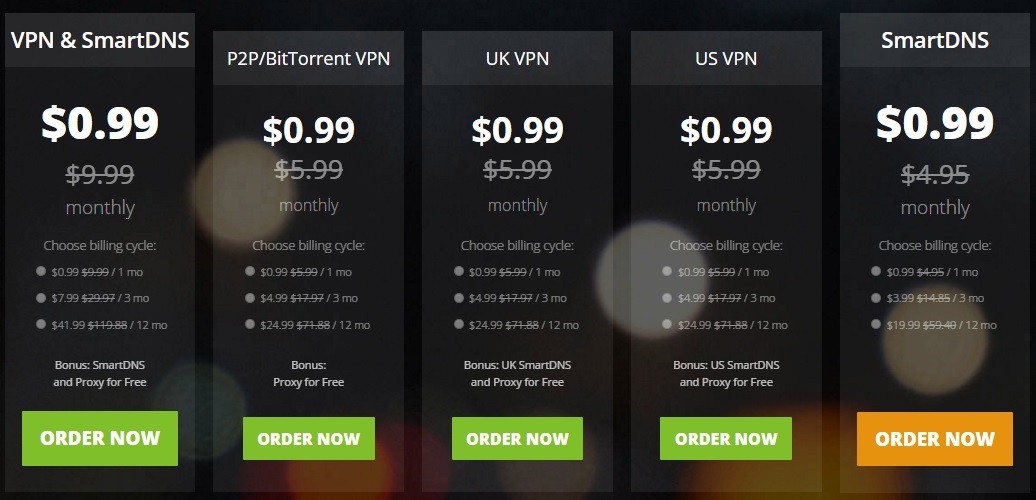 VPN & SmartDNS
$0.99
$9.99
monthly
Choose billing cycle:
$0.99 $9.99 / 1 mo
$7.99 $29.97 / 3 mo
$41.99 $119.88 / 12 mo
Bonus: SmartDNS
and Proxy for Free
ORDER NOW
P2P/BitTorrent VPN
$0.99
$5.99
monthly
Choose billing cycle:
$0.99 $5.99 / 1 mo
$4.99 $17.97 / 3 mo
$24.99 $71.88 / 12 mo
Bonus:
Proxy for Free
ORDER NOW
UK VPN
$0.99
$5.99
monthly
Choose billing cycle:
$0.99 $5.99 / 1 mo
$4.99 $17.97 / 3 mo
$24.99 $71.88 / 12 mo
Bonus: UK SmartDNS
and Proxy for Free
ORDER NOW
US VPN
$0.99
$5.99
monthly
Choose billing cycle:
$0.99 $5.99 / 1 mo
$4.99 $17.97 / 3 mo
$24.99 $71.88 / 12 mo
Bonus: US SmartDNS
and Proxy for Free
ORDER NOW
SmartDNS
$0.99
$4.95
monthly
Choose billing cycle:
$0.99 $4.95 / 1 mo
$3.99 $14.85 / 3 mo
$19.99 $59.40 / 12 mo
ORDER NOW